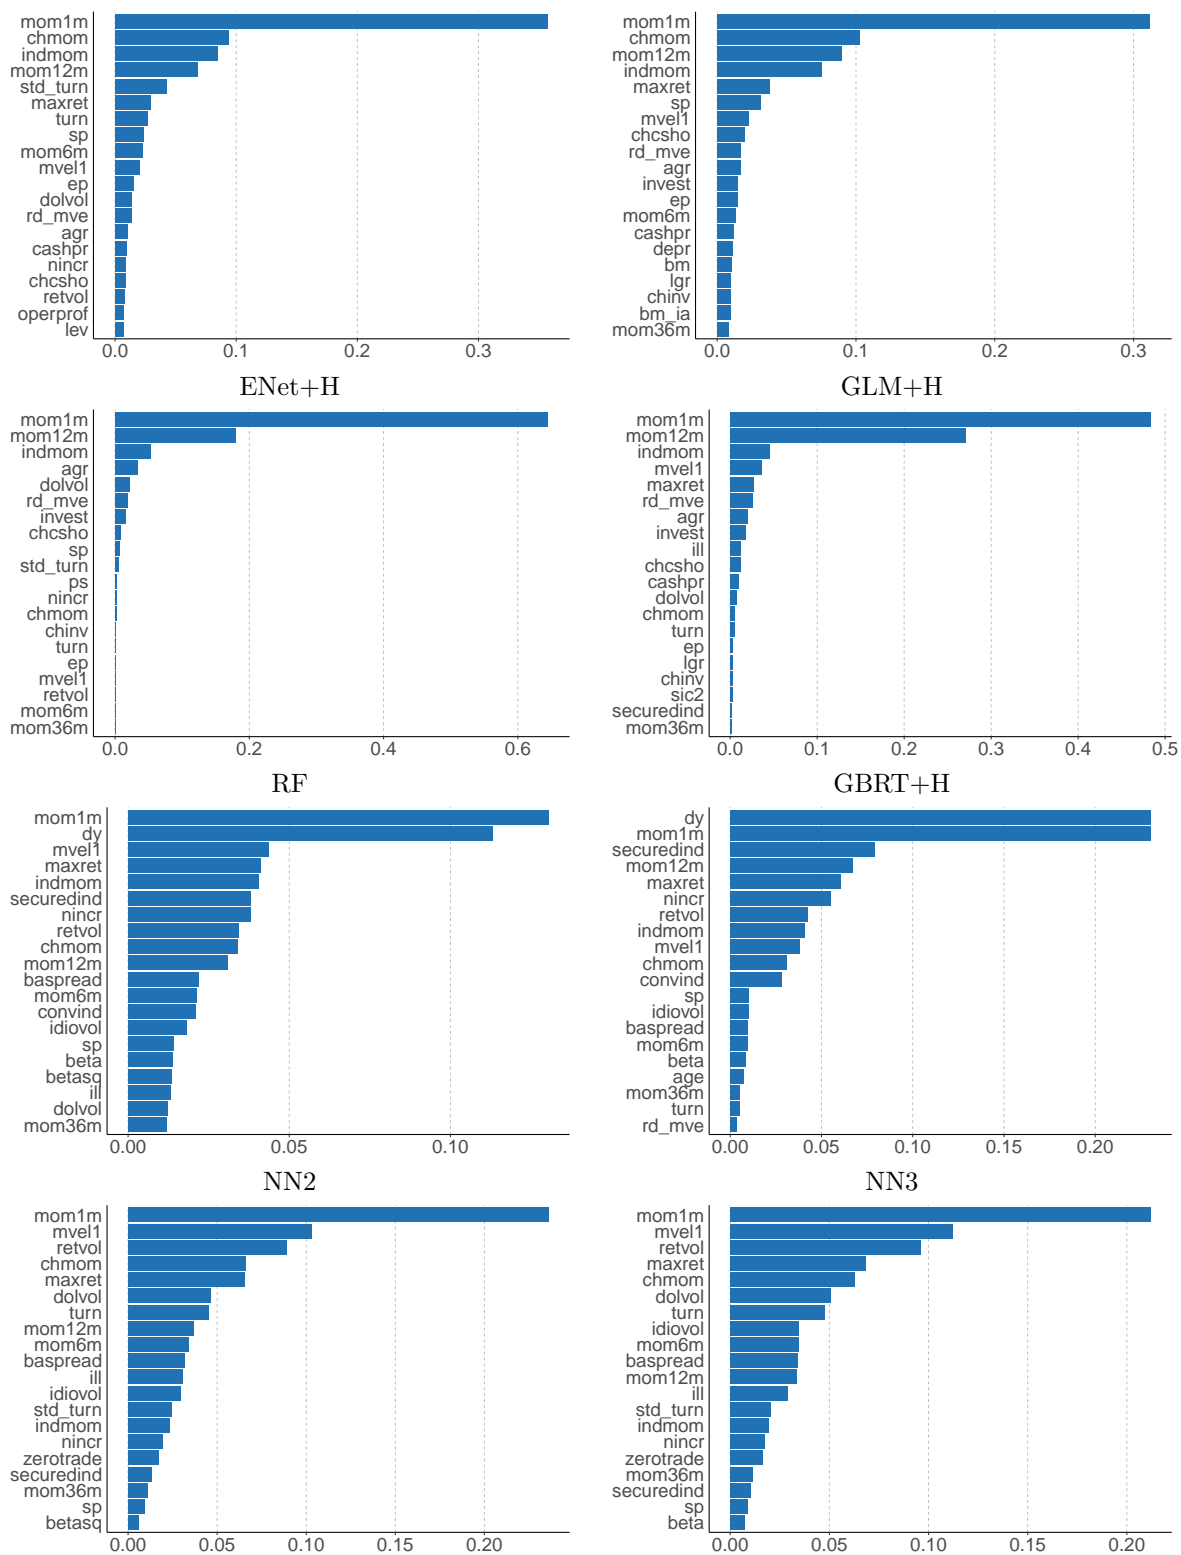 mom1m
chmom
indmom
mom12m
std_turn
maxret
turn
sp
mom6m
mvel1
ep
dolvol
rd_mve
agr
cashpr
nincr
chcsho
retvol
operprof
lev
0.0 0.1 0.2 0.3
mom1m
chmom
mom12m
indmom
maxret
sp
mvel1
chcsho
rd_mve
agr
invest
ep
mom6m
cashpr
depr
bm
lgr
chinv
bm_ia
mom36m
0.0 0.1 0.2 0.3
ENet+H
mom1m
mom12m
indmom
agr
dolvol
rd_mve
invest
chcsho
sp
std_turn
ps
nincr
chmom
chinv
turn
ep
mvel1
retvol
mom6m
mom36m
0.0 0.2 0.4 0.6
GLM+H
mom1m
mom12m
indmom
mvel1
maxret
rd_mve
agr
invest
ill
chcsho
cashpr
dolvol
chmom
turn
ep
lgr
chinv
sic2
securedind
mom36m
0.0 0.1 0.2 0.3 0.4 0.5
RF
mom1m
dy
mvel1
maxret
indmom
securedind
nincr
retvol
chmom
mom12m
baspread
mom6m
convind
idiovol
sp
beta
betasq
ill
dolvol
mom36m
0.00 0.05 0.10
GBRT+H
dy
mom1m
securedind
mom12m
maxret
nincr
retvol
indmom
mvel1
chmom
convind
sp
idiovol
baspread
mom6m
beta
age
mom36m
turn
rd_mve
0.00 0.05 0.10 0.15 0.20
NN2
mom1m
mvel1
retvol
chmom
maxret
dolvol
turn
mom12m
mom6m
baspread
ill
idiovol
std_turn
indmom
nincr
zerotrade
securedind
mom36m
sp
betasq
0.00 0.05 0.10 0.15 0.20
NN3
mom1m
mvel1
retvol
maxret
chmom
dolvol
turn
idiovol
mom6m
baspread
mom12m
ill
std_turn
indmom
nincr
zerotrade
mom36m
securedind
sp
beta
0.00 0.05 0.10 0.15 0.20